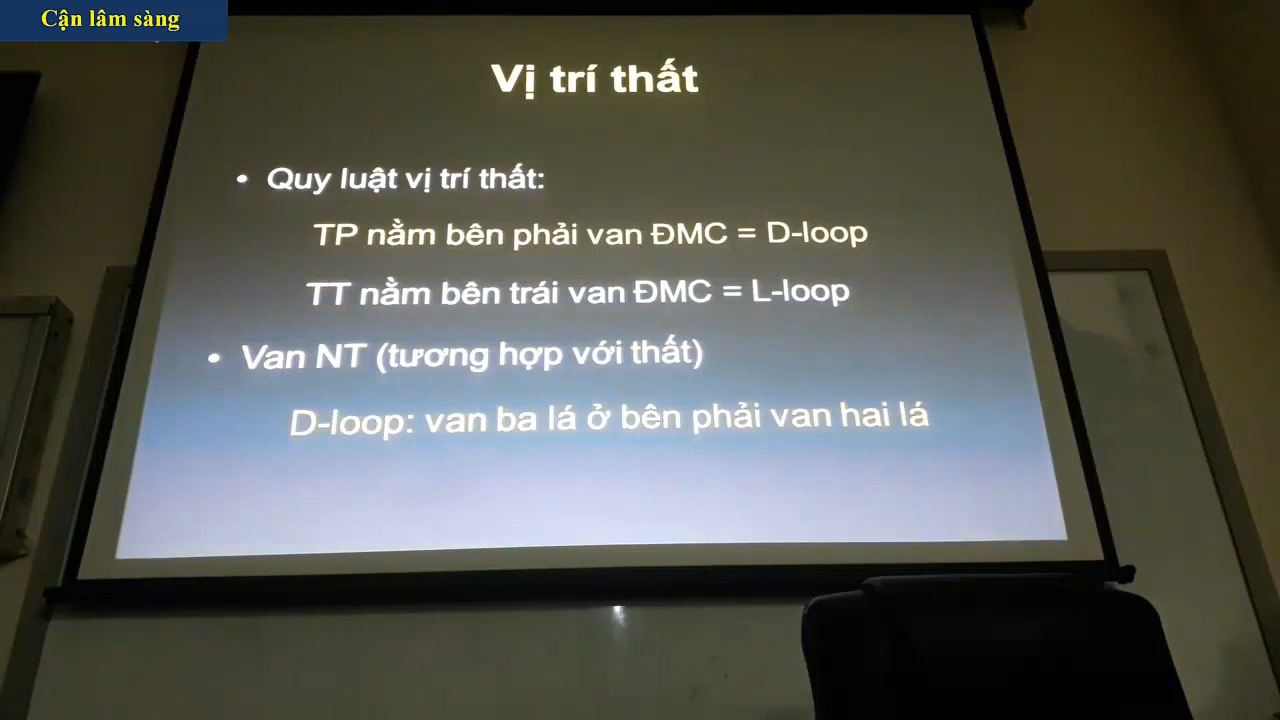 Cận lâm sàng
Vị trí thất
• Quy luật vị trí thất:
TP nằm bên phải van ĐMC = D-loop
TT nằm bên trái van ĐMC = L-loop
• Van NT (tương hợp với thất)
D-loop: van ba lá ở bên phải van hai lá